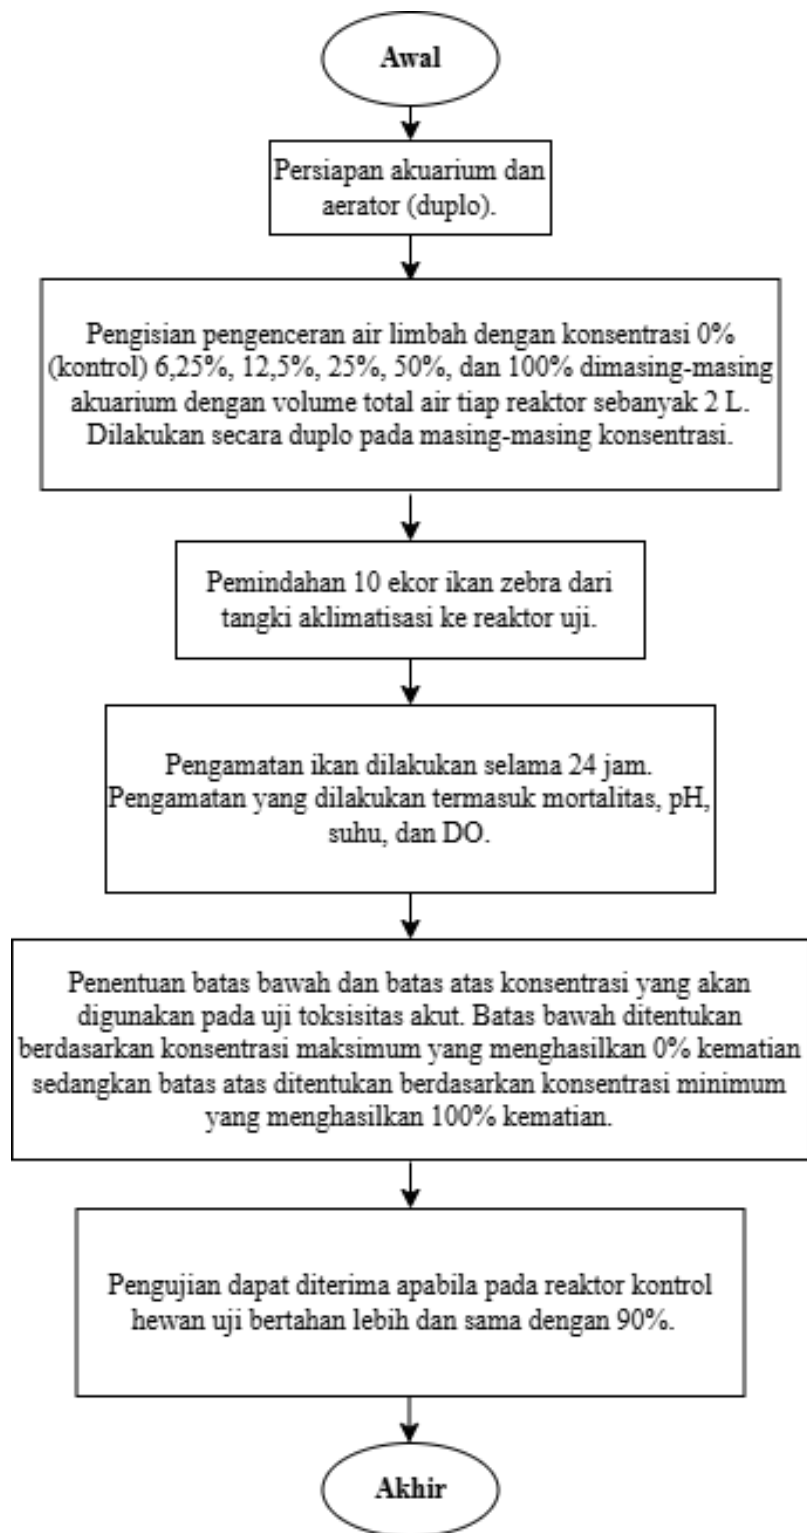 Awal
Persiapan akuarium dan
aerator (duplo).
Pengisian pengenceran air limbah dengan konsentrasi 0%
(kontrol) 6,25%, 12,5%, 25%, 50%, dan 100% dimasing-masing
akuarium dengan volume total air tiap reaktor sebanyak 2 L.
Dilakukan secara duplo pada masing-masing konsentrasi.
Pemindahan 10 ekor ikan zebra dari
tangki aklimatisasi ke reaktor uji.
Pengamatan ikan dilakukan selama 24 jam.
Pengamatan yang dilakukan termasuk mortalitas, pH,
suhu, dan DO.
Penentuan batas bawah dan batas atas konsentrasi yang akan
digunakan pada uji toksisitas akut. Batas bawah ditentukan
berdasarkan konsentrasi maksimum yang menghasilkan 0% kematian
sedangkan batas atas ditentukan berdasarkan konsentrasi minimum
yang menghasilkan 100% kematian.
Pengujian dapat diterima apabila pada reaktor kontrol
hewan uji bertahan lebih dan sama dengan 90%.
Akhir